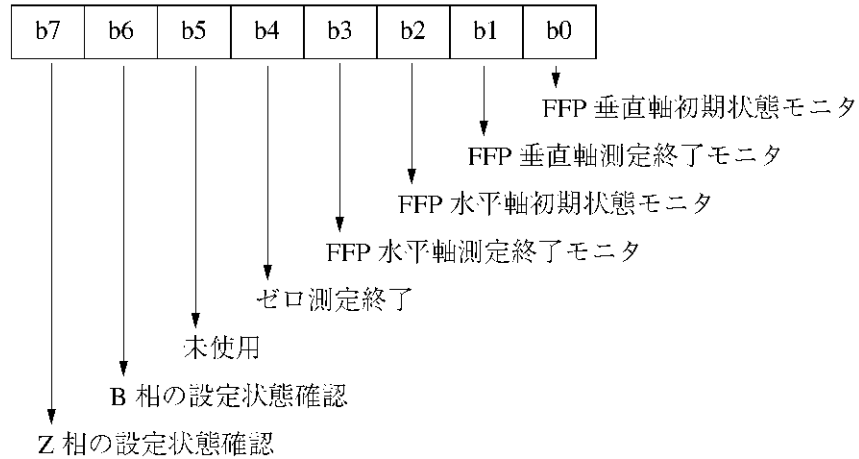 b7 b6 b5 b4 b3 b2 b1 b0
FFP 垂直軸初期状態モニタ
FFP 垂直軸測定終了モニタ
FFP 水平軸初期状態モニタ
FFP 水平軸測定終了モニタ
ゼロ測定終了
未使用
B 相の設定状態確認
Z 相の設定状態確認